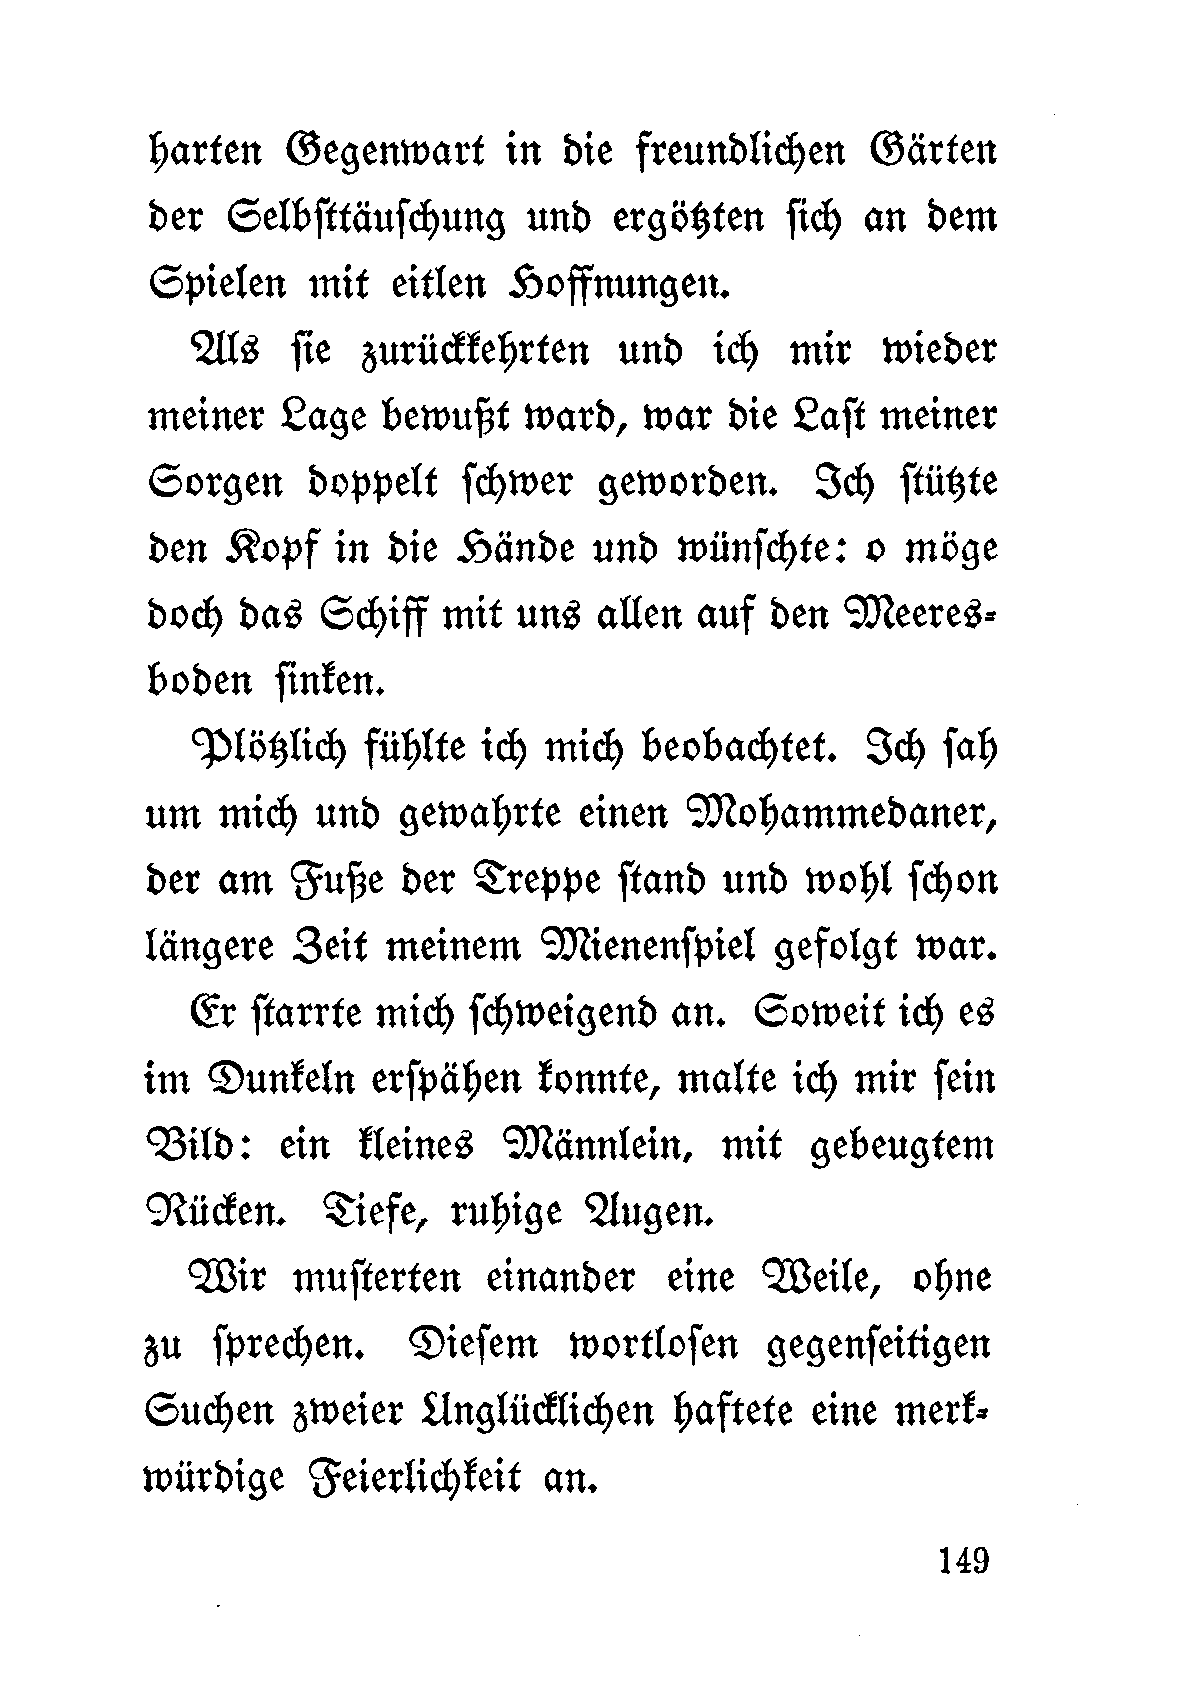 harten Gegenwart in die freundlichen Gärten
der Selbſttäuſchung und ergötzten ſich an dem
Spielen mit eitlen Hoffnungen.
Als ſie zurückkehrten und ich mir wieder
meiner Lage bewußt ward, war die Laſt meiner
Sorgen doppelt ſchwer geworden. Ich ſtützte
den Kopf in die Hände und wünſchte: o möge
doch das Schiff mit uns allen auf den Meeres-
boden ſinken.
Plötzlich fühlte ich mich beobachtet. Ich ſah
um mich und gewahrte einen Mohammedaner,
der am Fuße der Treppe ſtand und wohl ſchon
längere Zeit meinem Mienenſpiel gefolgt war.
Er ſtarrte mich ſchweigend an. Soweit ich es
im Dunkeln erſpähen konnte, malte ich mir ſein
Bild: ein kleines Männlein, mit gebeugtem
Rücken. Tiefe, ruhige Augen.
Wir muſterten einander eine Weile, ohne
zu ſprechen. Dieſem wortloſen gegenſeitigen
Suchen zweier Unglücklichen haftete eine merk-
würdige Feierlichkeit an.
149